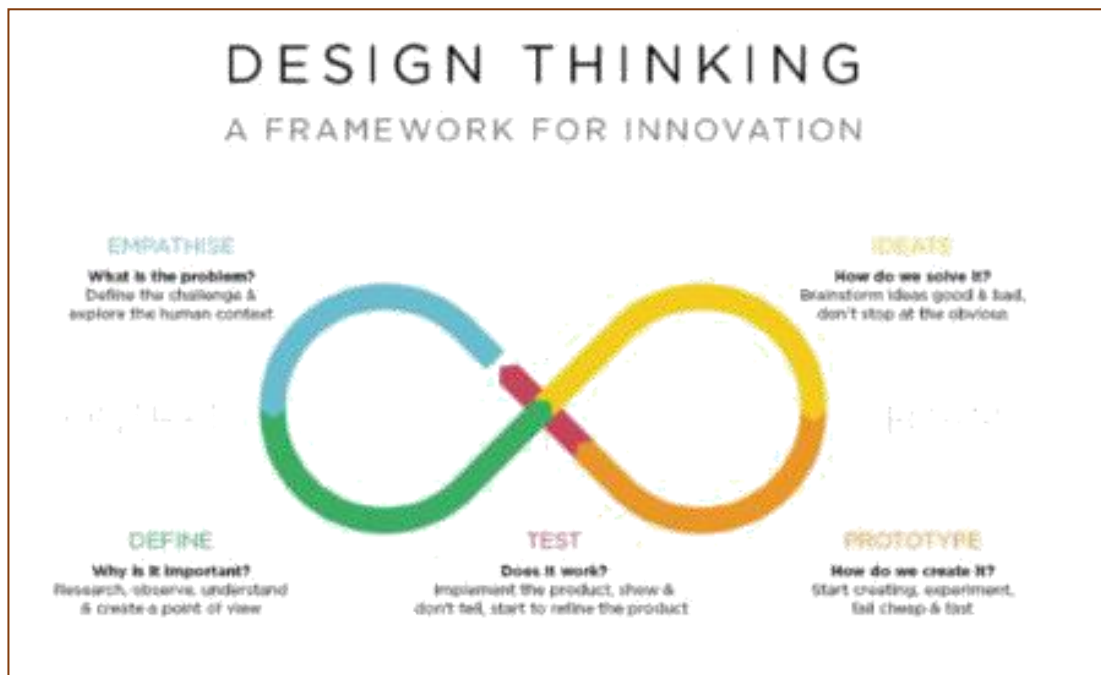 DESIGN THINKING
A FRAMEWORK FOR INNOVATION
EMPATHISE
What is the problem?
Define the challenge &
explore the human context
IDEATE
How do we solve it?
Brainstorm ideas good & bad,
don't stop at the obvious
DEFINE
Why is it important?
Research, observe, understand
& create a point of view
TEST
Does it work?
Implement the product, show &
don't tell, start to refine the product
PROTOTYPE
How do we create it?
Start creating, experiment,
fail cheap & fast